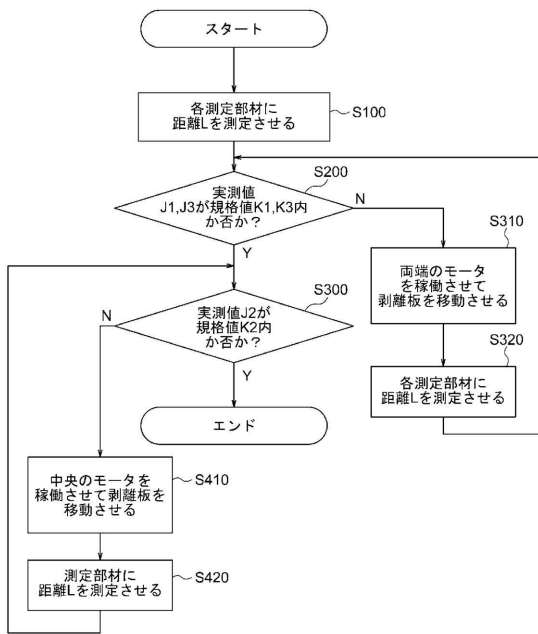 スタート
各測定部材に
距離Lを測定させる
S100
S200
実測値
J1,J3が規格値K1,K3内
か否か？
N
Y
S310
両端のモータ
を稼働させて
剥離板を移動させる
S300
実測値J2が
規格値K2内
か否か？
N
Y
S320
各測定部材に
距離Lを測定させる
エンド
中央のモータを
稼働させて剥離板を
移動させる
S410
測定部材に
距離Lを測定させる
S420